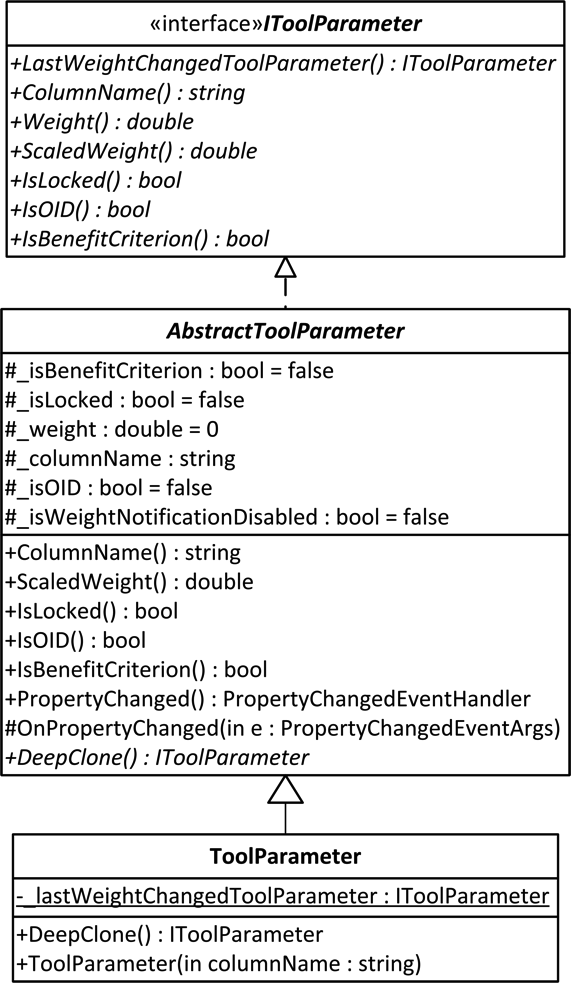 «interface»IToolParameter
+LastWeightChangedToolParameter() : IToolParameter
+ColumnName() : string
+Weight() : double
+ScaledWeight() : double
+IsLocked() : bool
+IsOID() : bool
+IsBenefitCriterion() : bool
AbstractToolParameter
#_isBenefitCriterion : bool = false
#_isLocked : bool = false
#_weight : double = 0
#_columnName : string
#_isOID : bool = false
#_isWeightNotificationDisabled : bool = false
+ColumnName() : string
+ScaledWeight() : double
+IsLocked() : bool
+IsOID() : bool
+IsBenefitCriterion() : bool
+PropertyChanged() : PropertyChangedEventHandler
#OnPropertyChanged(in e : PropertyChangedEventArgs)
+DeepClone() : IToolParameter
ToolParameter
-_lastWeightChangedToolParameter : IToolParameter
+DeepClone() : IToolParameter
+ToolParameter(in columnName : string)